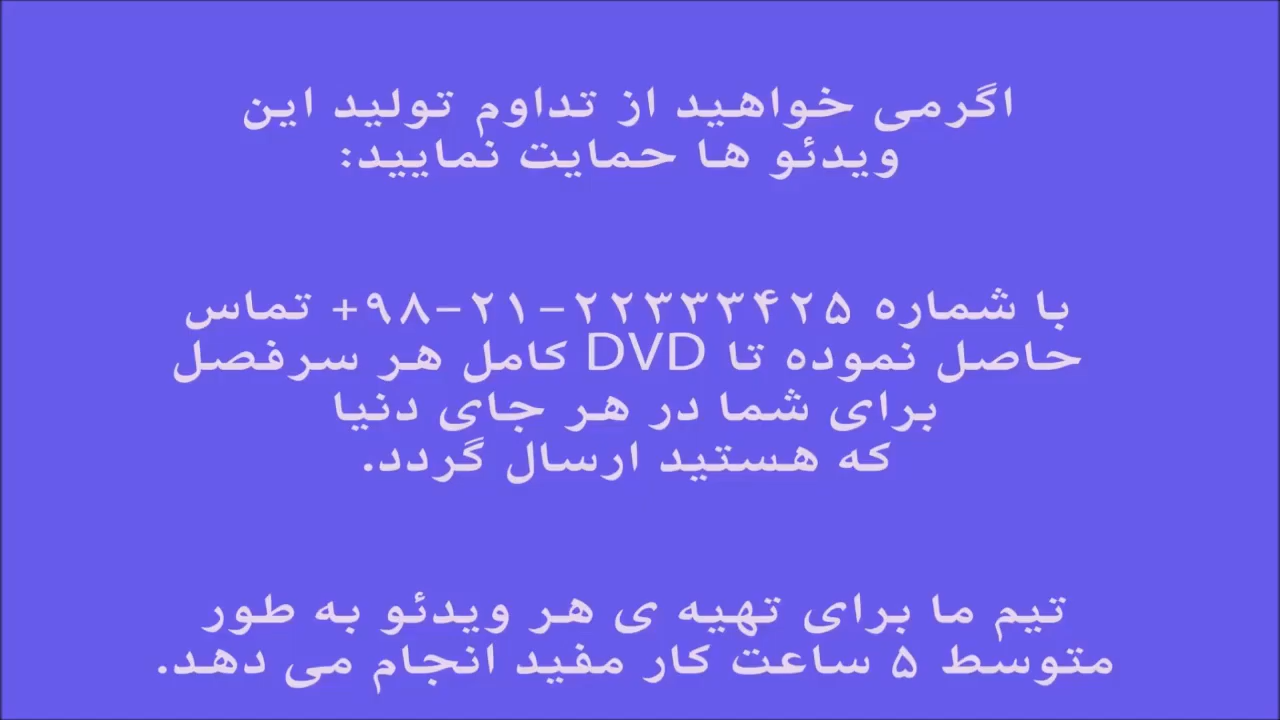 اگرمی خواهید از تداوم تولید این
ویدئو ها حمایت نمایید:
با شماره ۲۲۳۳۳۴۲۵-۲۱-۹۸+ تماس
حاصل نموده تا DVD کامل هر سرفصل
برای شما در هر جای دنیا
که هستید ارسال گردد.
تیم ما برای تهیه ی هر ویدئو به طور
متوسط ۵ ساعت کار مفید انجام می دهد.